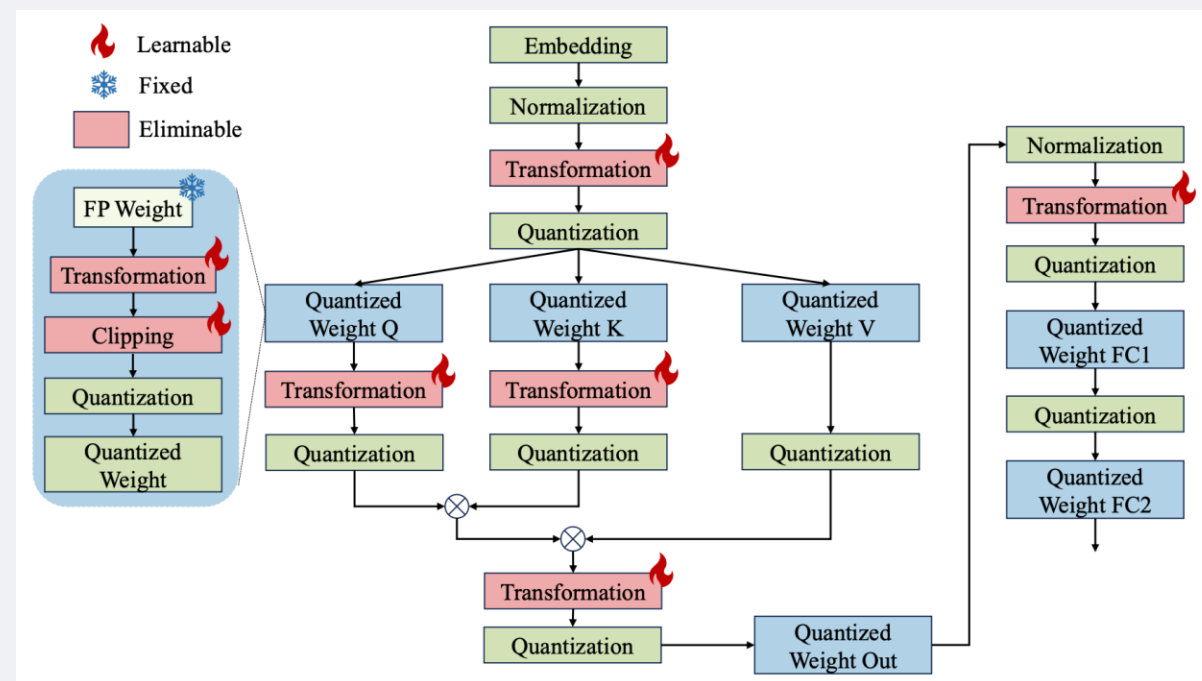 Learnable
Fixed
Eliminable
FP Weight
Transformation
Clipping
Quantization
Quantized
Weight
Embedding
Normalization
Transformation
Quantization
Quantized
Weight Q
Quantized
Weight K
Quantized
Weight V
Transformation
Transformation
Quantization
Quantization
Quantization
Transformation
Quantization
Quantized
Weight Out
Normalization
Transformation
Quantization
Quantized
Weight FC1
Quantization
Quantized
Weight FC2